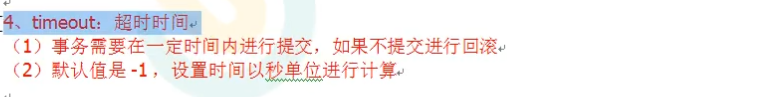 4、timeout：超时时间
（1）事务需要在一定时间内进行提交，如果不提交进行回滚
（2）默认值是 -1 ，设置时间以秒单位进行计算